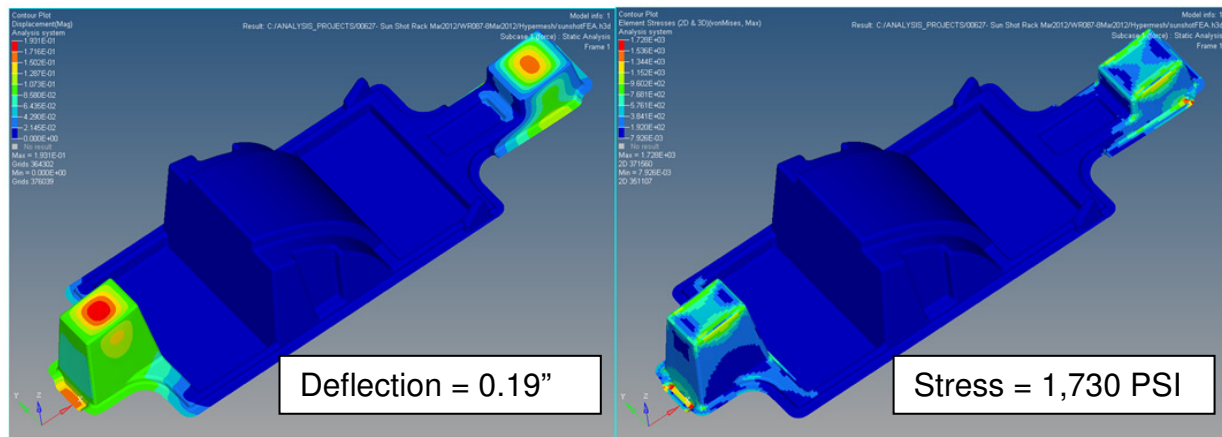 Contour Plot
Displacement(Mag)
Analysis system
1.931E-01
1.716E-01
1.502E-01
1.287E-01
1.073E-01
8.580E-02
6.435E-02
4.290E-02
2.145E-02
0.000E+00
No result
Max = 1.931E-01
Grids 364302
Min = 0.000E+00
Grids 376039
Model info: 1
Result: C:/ANALYSIS_PROJECTS/00627- Sun Shot Rack Mar2012/WR087-8Mar2012/Hypermesh/sunshotFEA.h3d
Subcase 1 (force) : Static Analysis
Frame 1
Y
Z
X
Deflection = 0.19”
Contour Plot
Element Stresses (2D & 3D)(vonMises, Max)
Analysis system
1.728E+03
1.536E+03
1.344E+03
1.152E+03
9.602E+02
7.681E+02
5.761E+02
3.841E+02
1.920E+02
7.926E-03
No result
Max = 1.728E+03
2D 371560
Min = 7.926E-03
2D 351107
Model info: 1
Result: C:/ANALYSIS_PROJECTS/00627- Sun Shot Rack Mar2012/WR087-8Mar2012/Hypermesh/sunshotFEA.h3d
Subcase 1 (force) : Static Analysis
Frame 1
Y
Z
X
Stress = 1,730 PSI